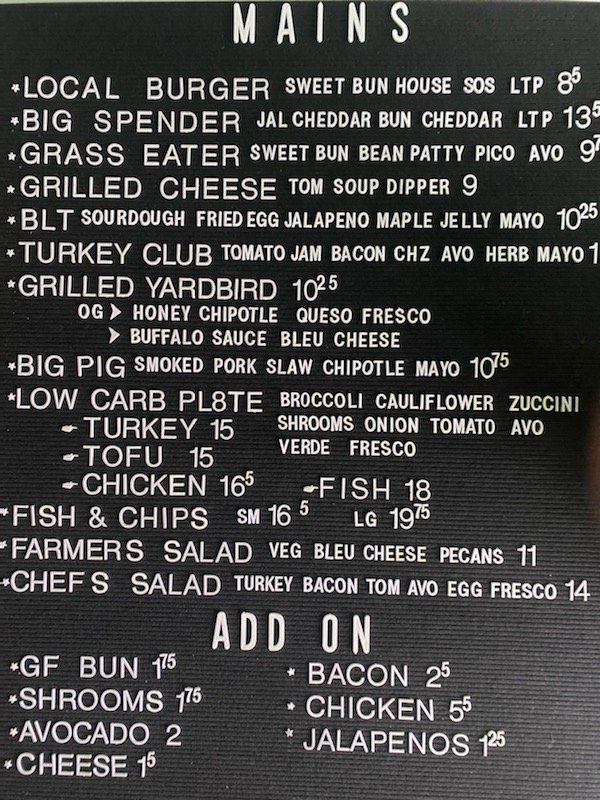 MAINS
*LOCAL BURGER SWEET BUN HOUSE SOS LTP 8⁵
*BIG SPENDER JAL CHEDDAR BUN CHEDDAR LTP 13⁵
*GRASS EATER SWEET BUN BEAN PATTY PICO AVO 9⁷
*GRILLED CHEESE TOM SOUP DIPPER 9
*BLT SOURDOUGH FRIED EGG JALAPENO MAPLE JELLY MAYO 10²⁵
*TURKEY CLUB TOMATO JAM BACON CHZ AVO HERB MAYO 1
*GRILLED YARDBIRD 10²⁵
OG > HONEY CHIPOTLE QUESO FRESCO
> BUFFALO SAUCE BLEU CHEESE
*BIG PIG SMOKED PORK SLAW CHIPOTLE MAYO 10⁷⁵
*LOW CARB PL8TE BROCCOLI CAULIFLOWER ZUCCINI
☛ TURKEY 15 SHROOMS ONION TOMATO AVO
☛ TOFU 15 VERDE FRESCO
☛ CHICKEN 16⁵ ☛ FISH 18
*FISH & CHIPS SM 16⁵ LG 19⁷⁵
*FARMERS SALAD VEG BLEU CHEESE PECANS 11
*CHEFS SALAD TURKEY BACON TOM AVO EGG FRESCO 14
ADD ON
*GF BUN 1⁷⁵ * BACON 2⁵
*SHROOMS 1⁷⁵ * CHICKEN 5⁵
*AVOCADO 2 * JALAPENOS 1²⁵
*CHEESE 1⁵